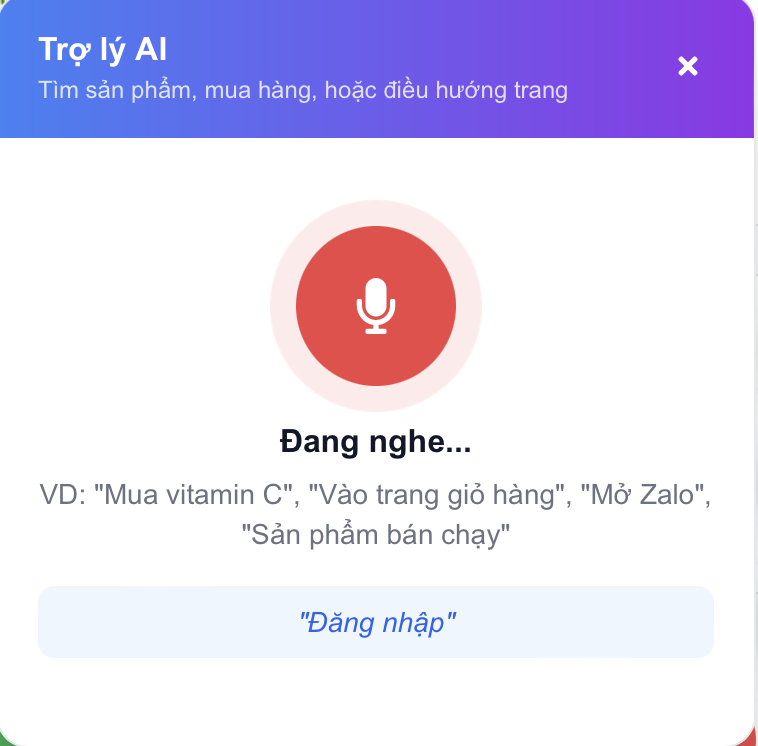 Trợ lý AI
Tìm sản phẩm, mua hàng, hoặc điều hướng trang
Đang nghe...
VD: "Mua vitamin C", "Vào trang giỏ hàng", "Mở Zalo",
"Sản phẩm bán chạy"
"Đăng nhập"